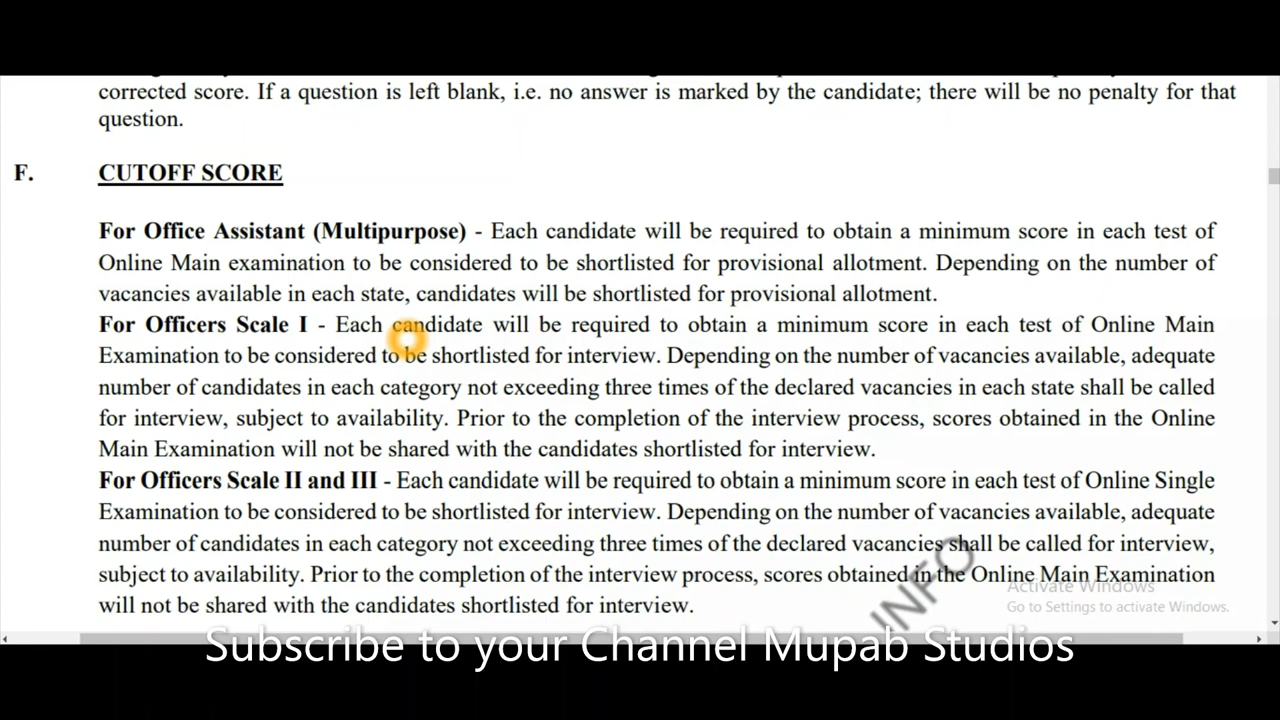 corrected score. If a question is left blank, i.e. no answer is marked by the candidate; there will be no penalty for that
question.
F. CUTOFF SCORE
For Office Assistant (Multipurpose) - Each candidate will be required to obtain a minimum score in each test of
Online Main examination to be considered to be shortlisted for provisional allotment. Depending on the number of
vacancies available in each state, candidates will be shortlisted for provisional allotment.
For Officers Scale I - Each candidate will be required to obtain a minimum score in each test of Online Main
Examination to be considered to be shortlisted for interview. Depending on the number of vacancies available, adequate
number of candidates in each category not exceeding three times of the declared vacancies in each state shall be called
for interview, subject to availability. Prior to the completion of the interview process, scores obtained in the Online
Main Examination will not be shared with the candidates shortlisted for interview.
For Officers Scale II and III - Each candidate will be required to obtain a minimum score in each test of Online Single
Examination to be considered to be shortlisted for interview. Depending on the number of vacancies available, adequate
number of candidates in each category not exceeding three times of the declared vacancies shall be called for interview,
subject to availability. Prior to the completion of the interview process, scores obtained in the Online Main Examination
will not be shared with the candidates shortlisted for interview.
INFO
Activate Windows
Go to Settings to activate Windows.
Subscribe to your Channel Mupab Studios